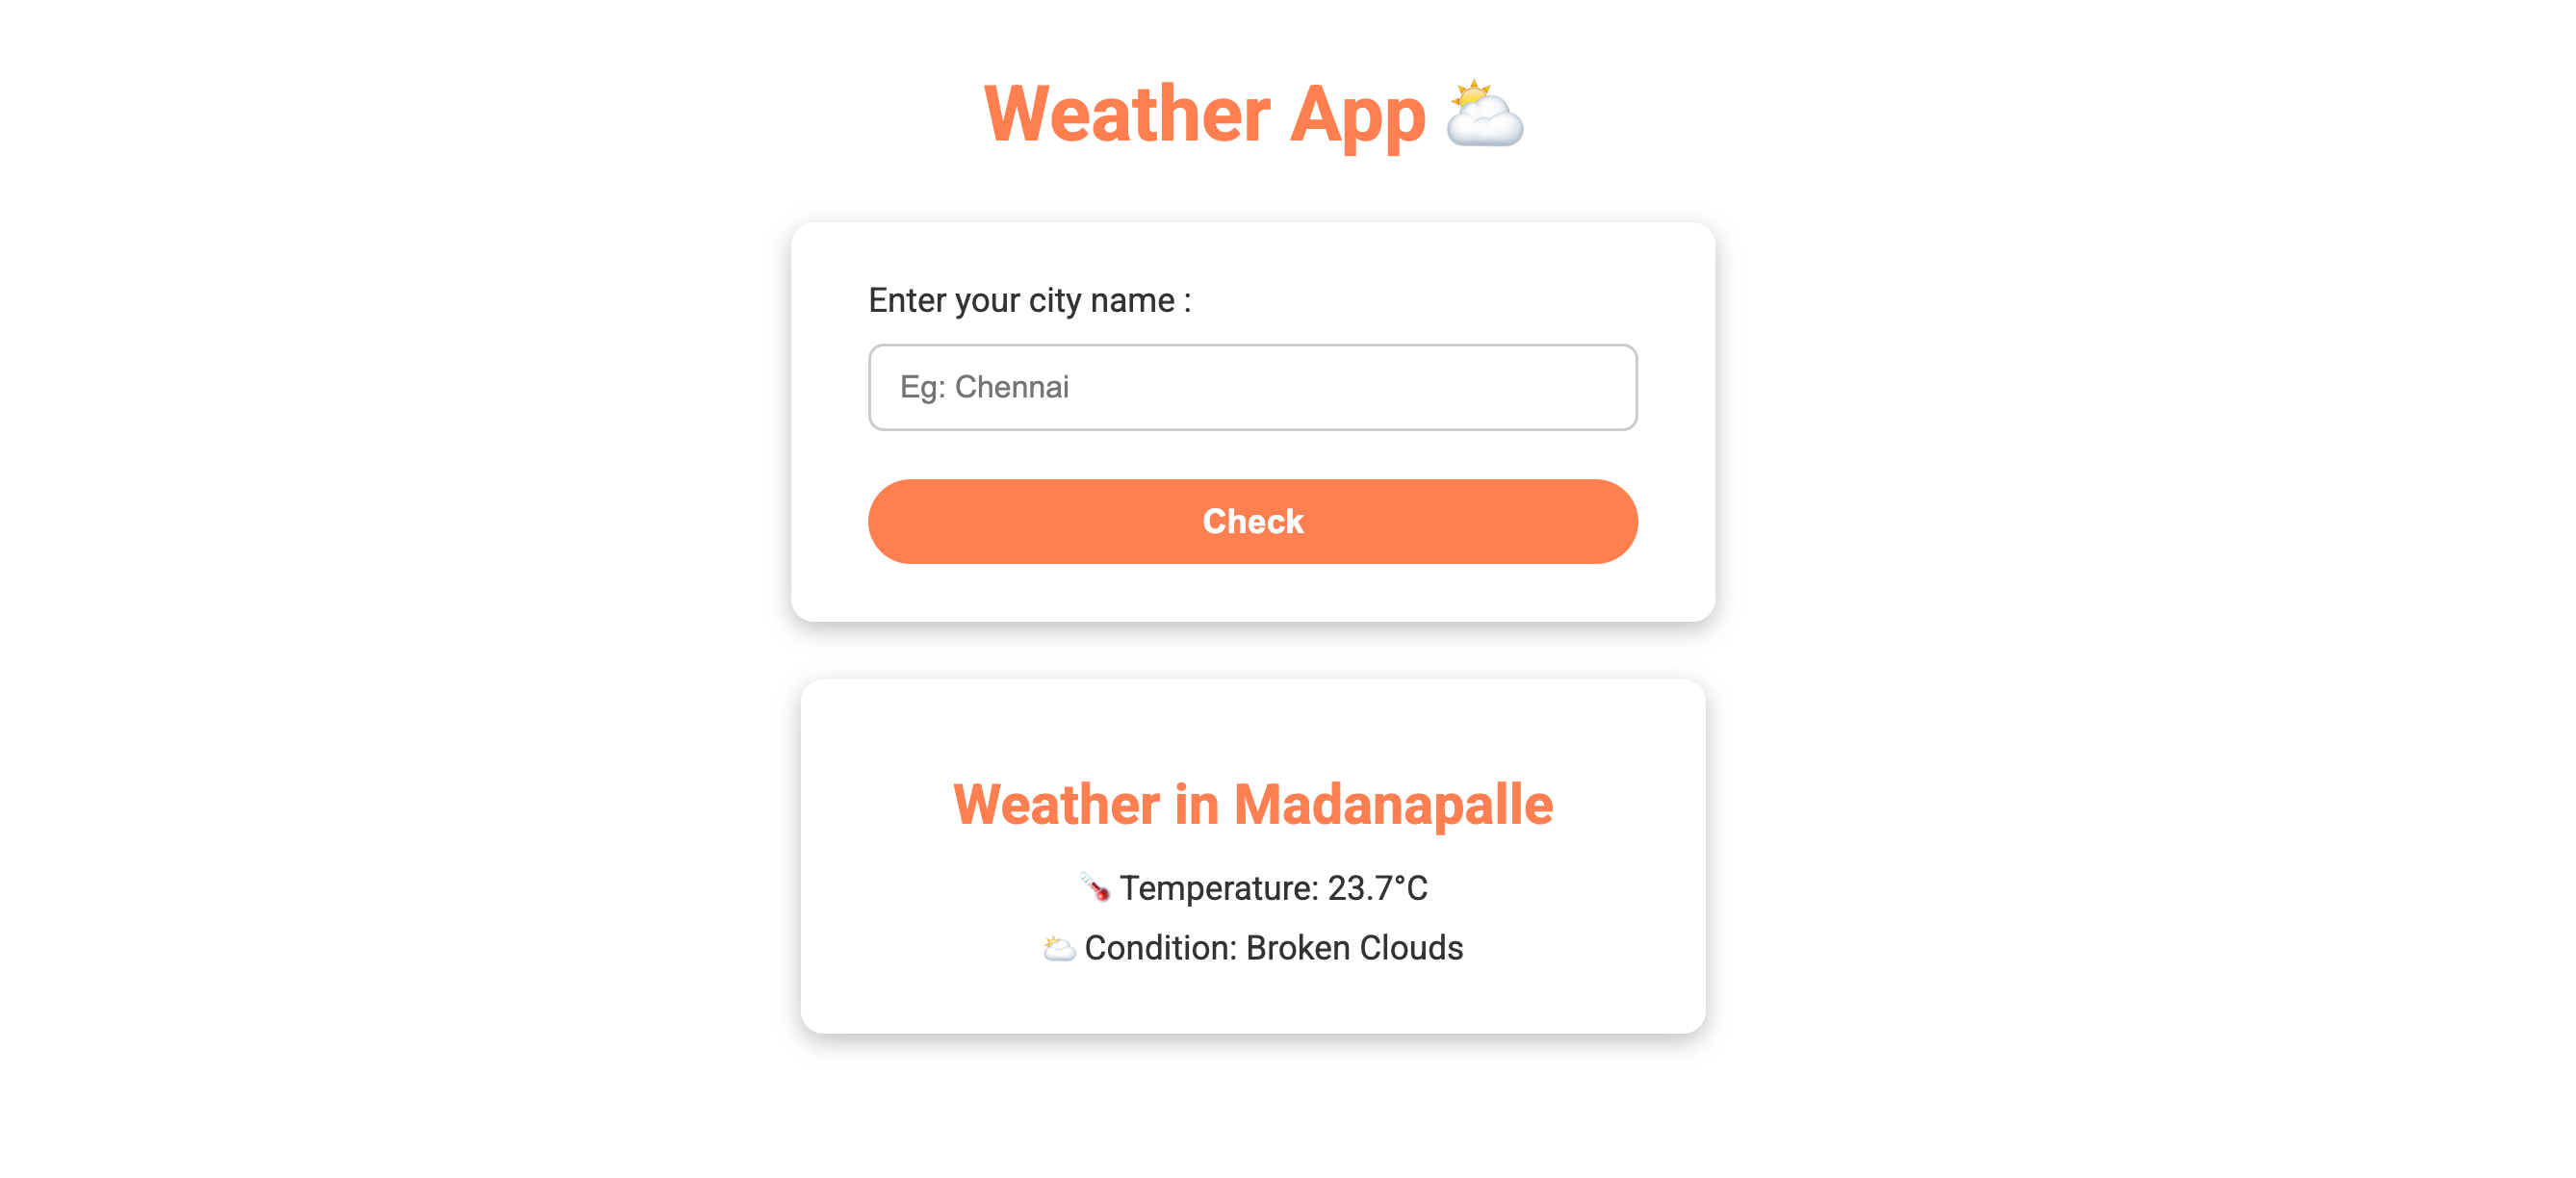 Weather App
Enter your city name :
Eg: Chennai
Check
Weather in Madanapalle
Temperature: 23.7°C
Condition: Broken Clouds